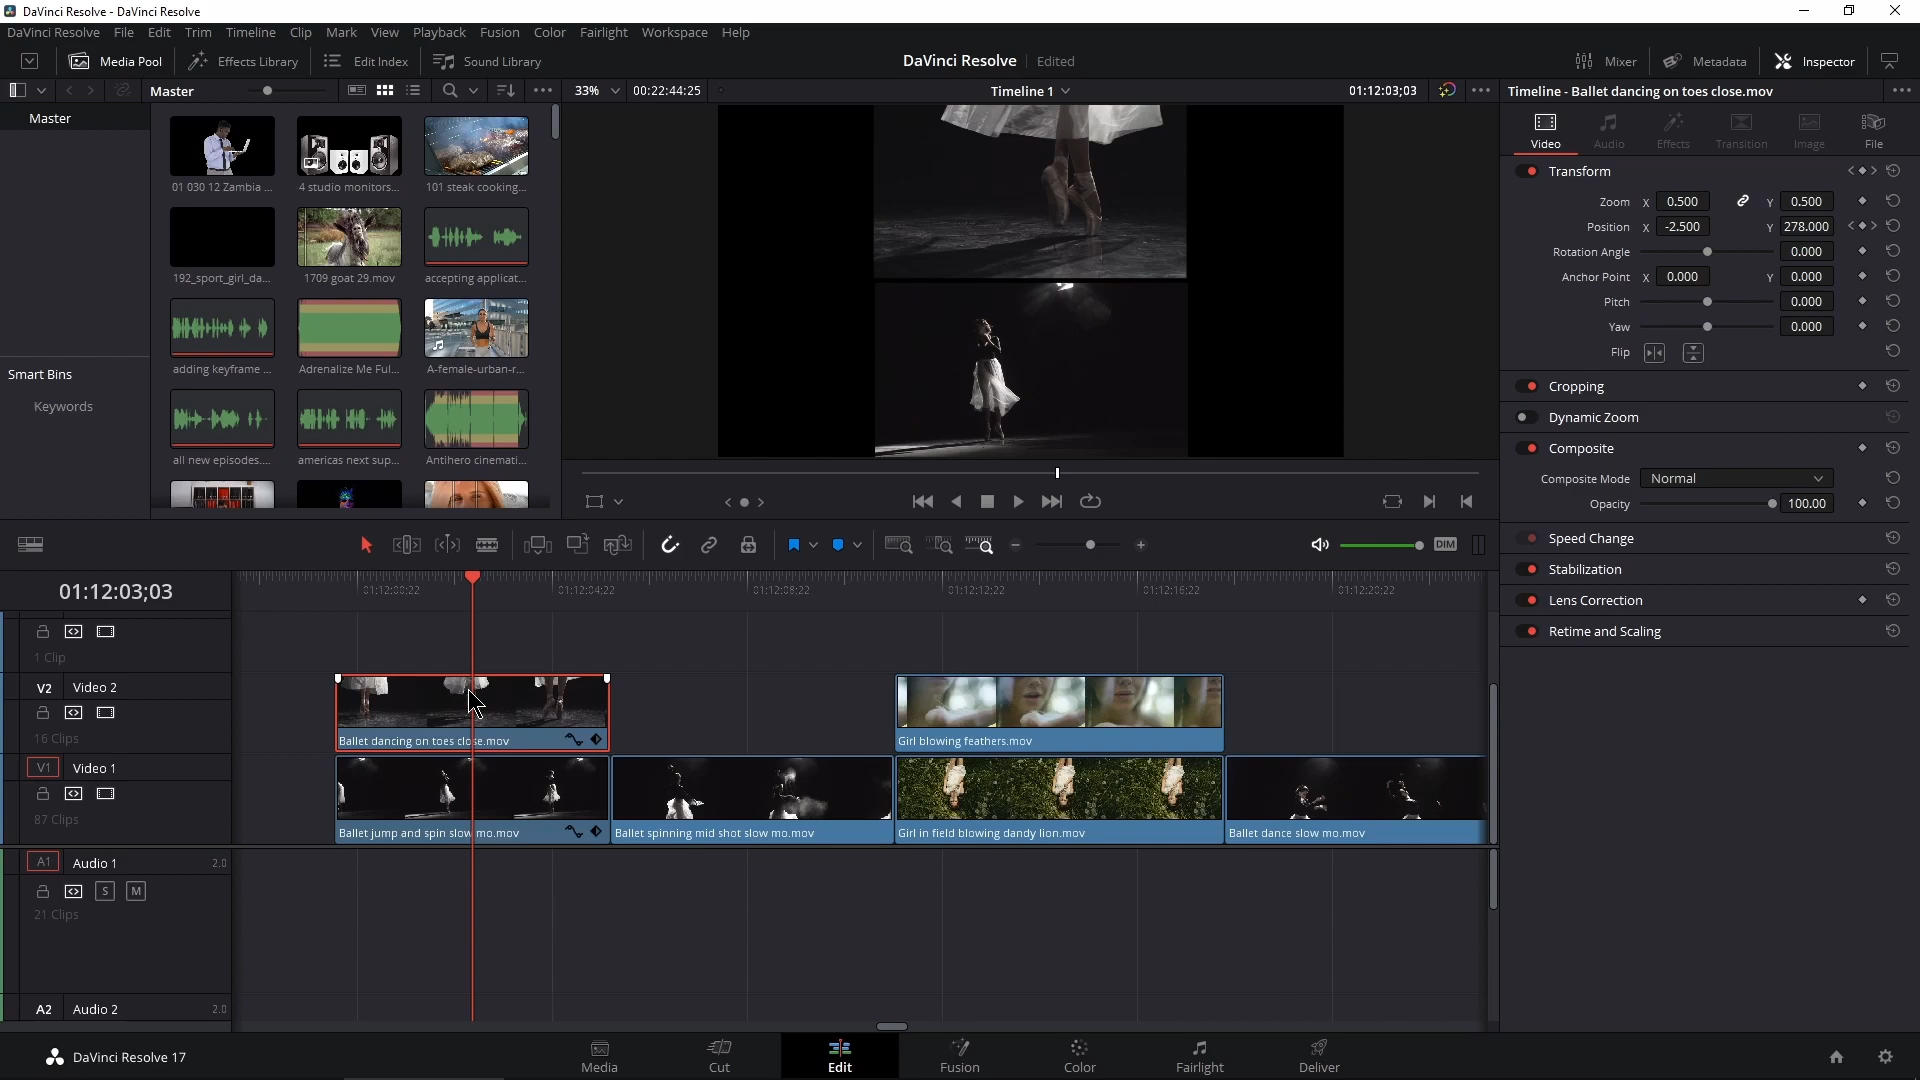 DaVinci Resolve - DaVinci Resolve
DaVinci Resolve File Edit Trim Timeline Clip Mark View Playback Fusion Color Fairlight Workspace Help
Media Pool Effects Library Edit Index Sound Library DaVinci Resolve Edited Mixer Metadata Inspector
Master 33% 00:22:44:25 Timeline 1 01:12:03;03 Timeline - Ballet dancing on toes close.mov
Master
Video Audio Effects Transition Image File
Transform
01 030 12 Zambia ... 4 studio monitors... 101 steak cooking...
Zoom X 0.500 Y 0.500
Position X -2.500 Y 278.000
Rotation Angle 0.000
192_sport_girl_da... 1709 goat 29.mov accepting applicat...
Anchor Point X 0.000 Y 0.000
Pitch 0.000
Yaw 0.000
Flip
adding keyframe ... Adrenalize Me Ful... A-female-urban-r...
Smart Bins
Keywords
Cropping
Dynamic Zoom
Composite
all new episodes.... americas next sup... Antihero cinemati...
Composite Mode Normal
Opacity 100.00
Speed Change
DIM
Stabilization
Lens Correction
Retime and Scaling
01:12:03;03
01:12:00;22 01:12:04;22 01:12:08;22 01:12:12;22 01:12:16;22 01:12:20;22
1 Clip
V2 Video 2
16 Clips
Ballet dancing on toes close.mov Girl blowing feathers.mov
V1 Video 1
87 Clips
Ballet jump and spin slow mo.mov Ballet spinning mid shot slow mo.mov Girl in field blowing dandy lion.mov Ballet dance slow mo.mov
A1 Audio 1 2.0
S M
21 Clips
A2 Audio 2 2.0
DaVinci Resolve 17
Media Cut Edit Fusion Color Fairlight Deliver